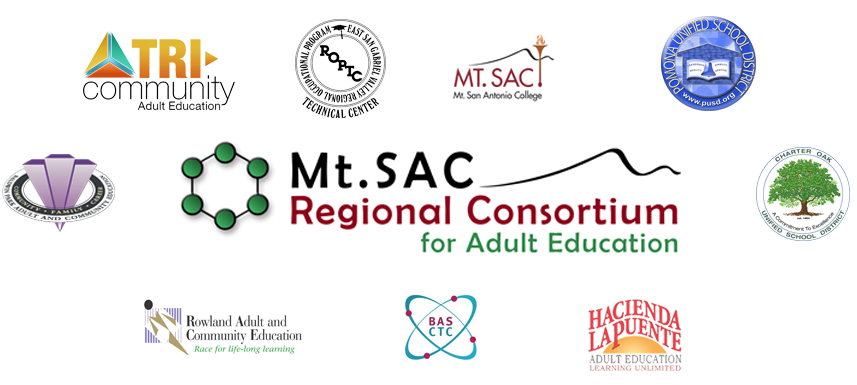 TRI
community
Adult Education
EAST SAN GABRIEL VALLEY REGIONAL OCCUPATIONAL PROGRAM
ROPTC
TECHNICAL CENTER
MT. SAC
Mt. San Antonio College
POMONA UNIFIED SCHOOL DISTRICT
www.pusd.org
COMMUNITY • FAMILY • CAREER
BALDWIN PARK ADULT AND COMMUNITY EDUCATION
Mt.SAC
Regional Consortium
for Adult Education
CHARTER OAK
A Commitment To Excellence
UNIFIED SCHOOL DISTRICT
Rowland Adult and
Community Education
Race for life-long learning
BAS
CTC
HACIENDA
LA PUENTE
ADULT EDUCATION
LEARNING UNLIMITED